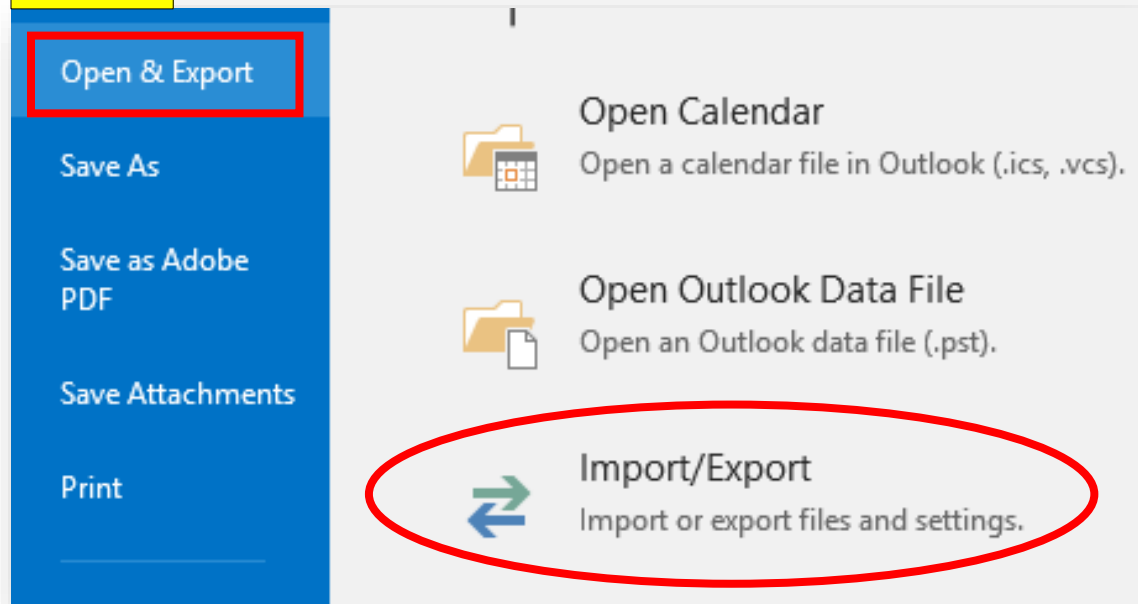 Open & Export
Save As
Save as Adobe
PDF
Save Attachments
Print
Open Calendar
Open a calendar file in Outlook (.ics, .vcs).
Open Outlook Data File
Open an Outlook data file (.pst).
Import/Export
Import or export files and settings.